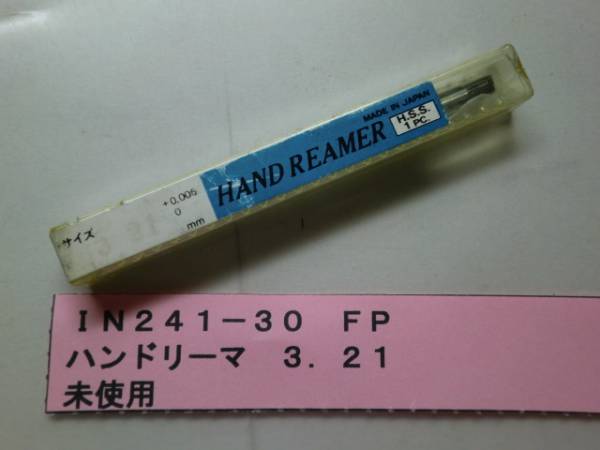 MADE IN JAPAN
H.S.S.
1 PC.
HAND REAMER
+0.005
0
mm
サイズ
ＩＮ２４１－３０　ＦＰ
ハンドリーマ　３．２１
未使用